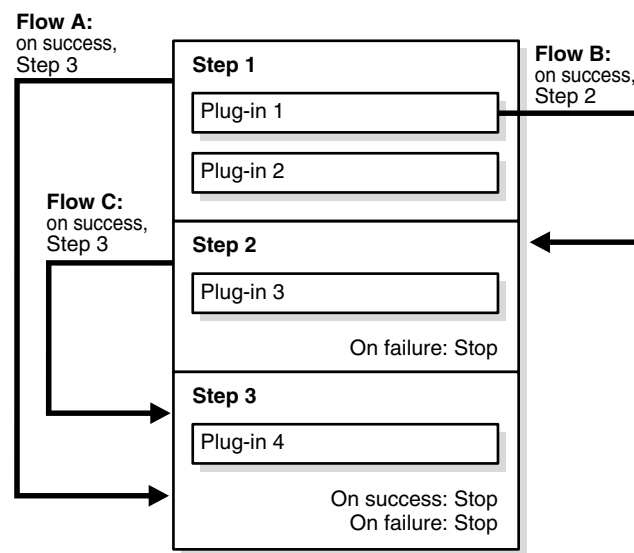 Flow A:
on success,
Step 3
Step 1
Plug-in 1
Plug-in 2
Flow B:
on success,
Step 2
Flow C:
on success,
Step 3
Step 2
Plug-in 3
On failure: Stop
Step 3
Plug-in 4
On success: Stop
On failure: Stop